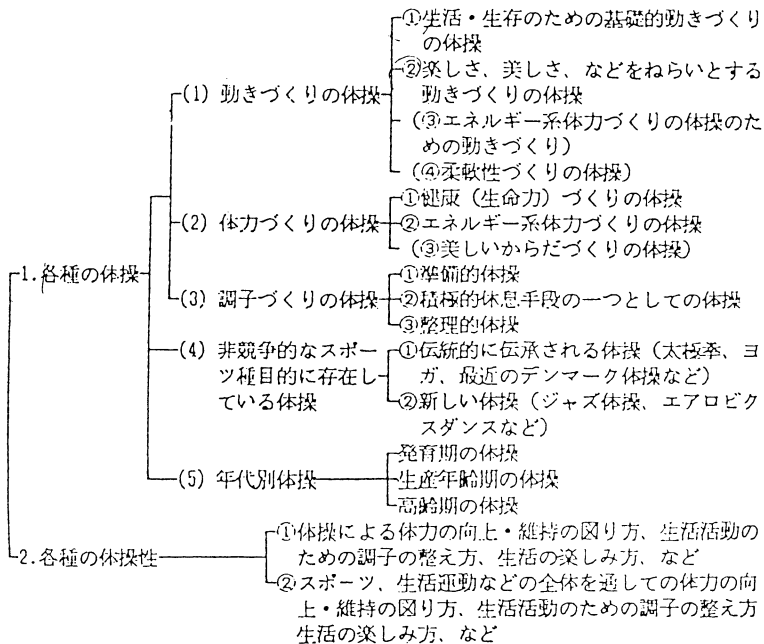 ①生活・生存のための基礎的動きづくり
の体操
②楽しさ、美しさ、などをねらいとする
(1) 動きづくりの体操
動きづくりの体操
(③エネルギー系体力づくりの体操のた
めの動きづくり)
(④柔軟性づくりの体操)
①健康(生命力)づくりの体操
(2) 体力づくりの体操
②エネルギー系体力づくりの体操
(③美しいからだづくりの体操)
1.各種の体操
①準備的体操
(3) 調子づくりの体操
②積極的休息手段の一つとしての体操
③整理的体操
(4) 非競争的なスポー
ツ種目的に存在し
ている体操
①伝統的に伝承される体操(太極拳、ヨ
ガ、最近のデンマーク体操など)
②新しい体操(ジャズ体操、エアロビク
スダンスなど)
発育期の体操
(5) 年代別体操
生産年齢期の体操
高齢期の体操
2.各種の体操性
①体操による体力の向上・維持の図り方、生活活動の
ための調子の整え方、生活の楽しみ方、など
②スポーツ、生活運動などの全体を通しての体力の向
上・維持の図り方、生活活動のための調子の整え方
生活の楽しみ方、など